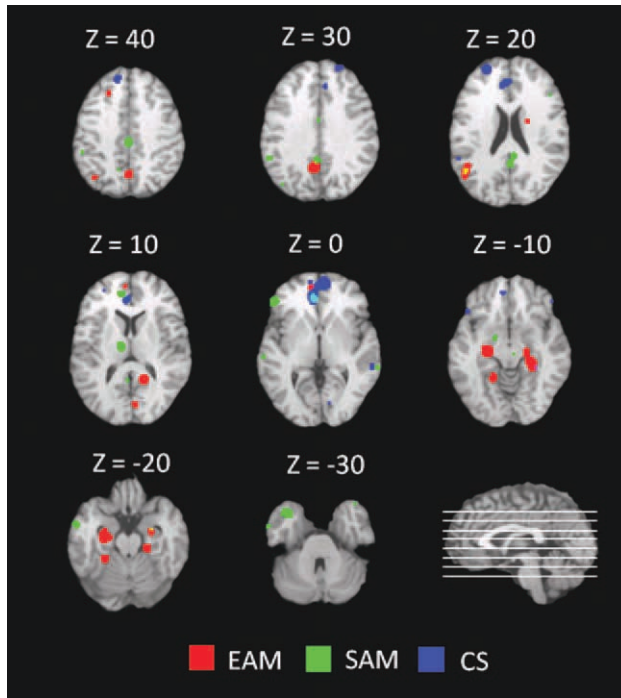 Z = 40 Z = 30 Z = 20
Z = 10 Z = 0 Z = -10
Z = -20 Z = -30
EAM SAM CS